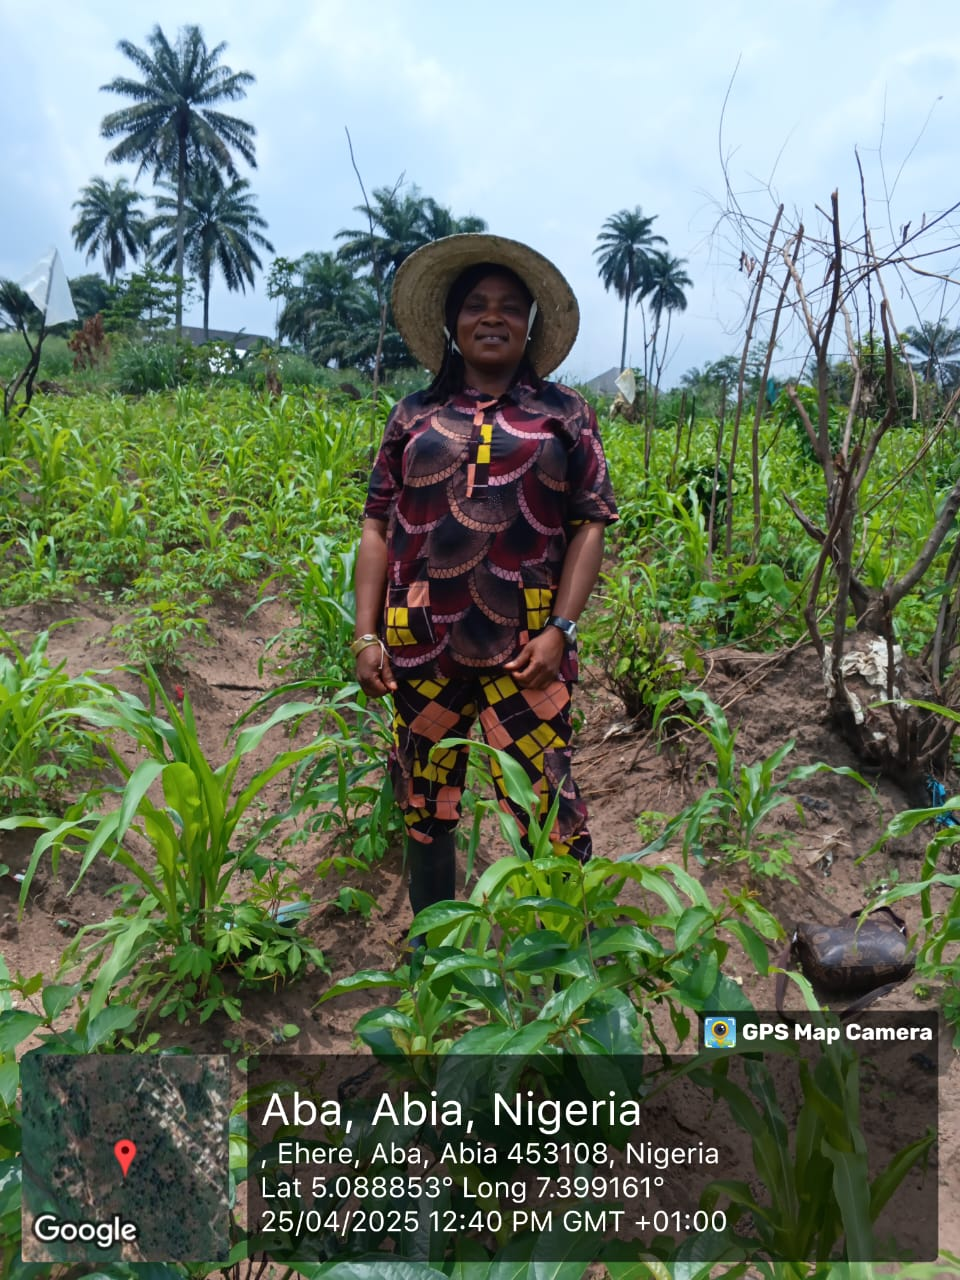 GPS Map Camera
Aba, Abia, Nigeria
, Ehere, Aba, Abia 453108, Nigeria
Lat 5.088853° Long 7.399161°
25/04/2025 12:40 PM GMT +01:00
Google